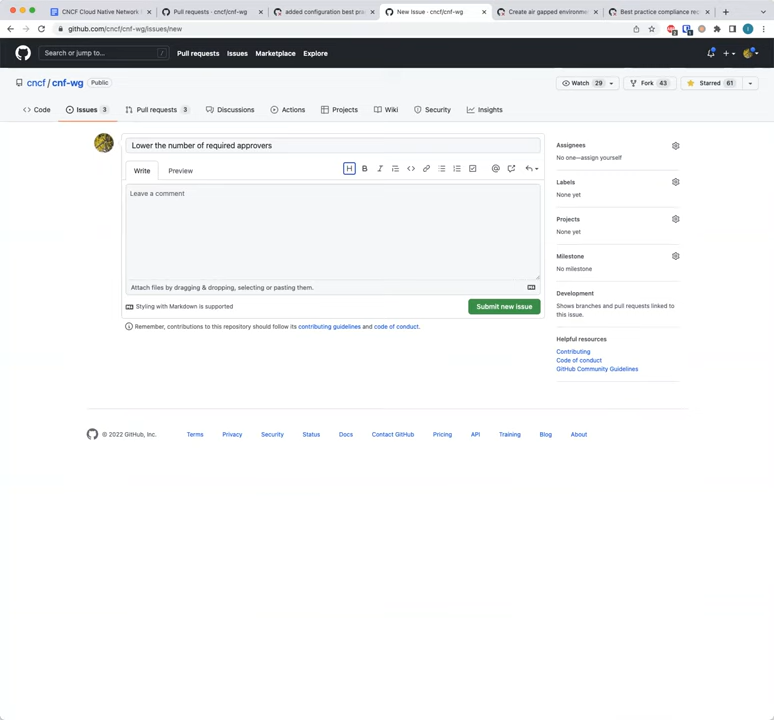 CNCF Cloud Native Network
Pull requests · cncf/cnf-wg
added configuration best pra
New Issue · cncf/cnf-wg
Create air gapped environm
Best practice compliance re
github.com/cncf/cnf-wg/issues/new
Search or jump to...
Pull requests
Issues
Marketplace
Explore
cncf / cnf-wg
Public
Watch 29
Fork 43
Starred 61
Code
Issues 3
Pull requests 3
Discussions
Actions
Projects
Wiki
Security
Insights
Lower the number of required approvers
Write
Preview
Leave a comment
Attach files by dragging & dropping, selecting or pasting them.
Styling with Markdown is supported
Submit new issue
Remember, contributions to this repository should follow its contributing guidelines and code of conduct.
Assignees
No one—assign yourself
Labels
None yet
Projects
None yet
Milestone
No milestone
Development
Shows branches and pull requests linked to
this issue.
Helpful resources
Contributing
Code of conduct
GitHub Community Guidelines
© 2022 GitHub, Inc.
Terms
Privacy
Security
Status
Docs
Contact GitHub
Pricing
API
Training
Blog
About